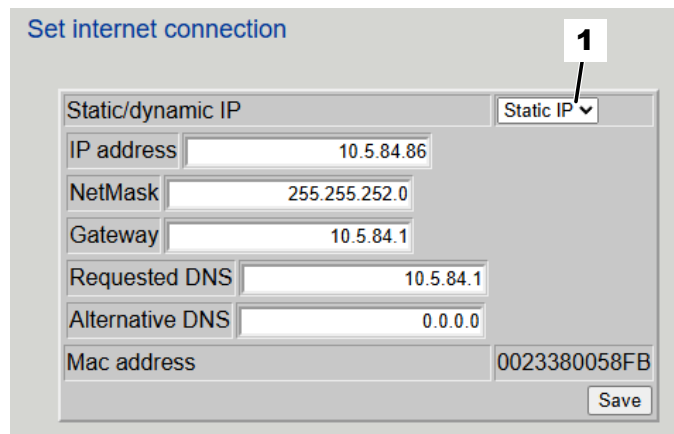 Set internet connection
1
Static/dynamic IP Static IP
IP address 10.5.84.86
NetMask 255.255.252.0
Gateway 10.5.84.1
Requested DNS 10.5.84.1
Alternative DNS 0.0.0.0
Mac address 0023380058FB
Save